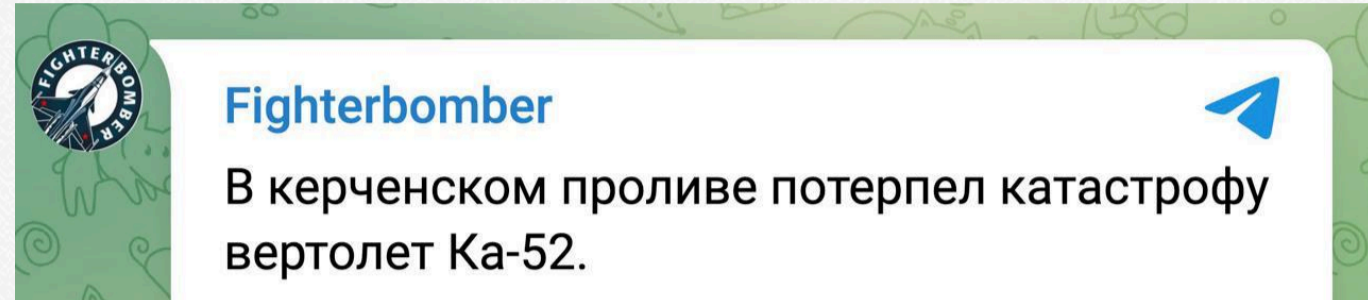 FIGHTERBOMBER
Fighterbomber
В керченском проливе потерпел катастрофу
вертолет Ка-52.